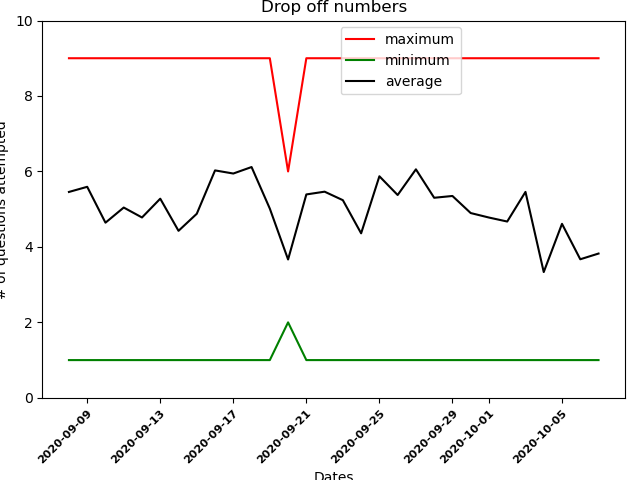 Drop off numbers
maximum
minimum
average
# of questions attempted
10
8
6
4
2
0
2020-09-09
2020-09-13
2020-09-17
2020-09-21
2020-09-25
2020-09-29
2020-10-01
2020-10-05
Dates